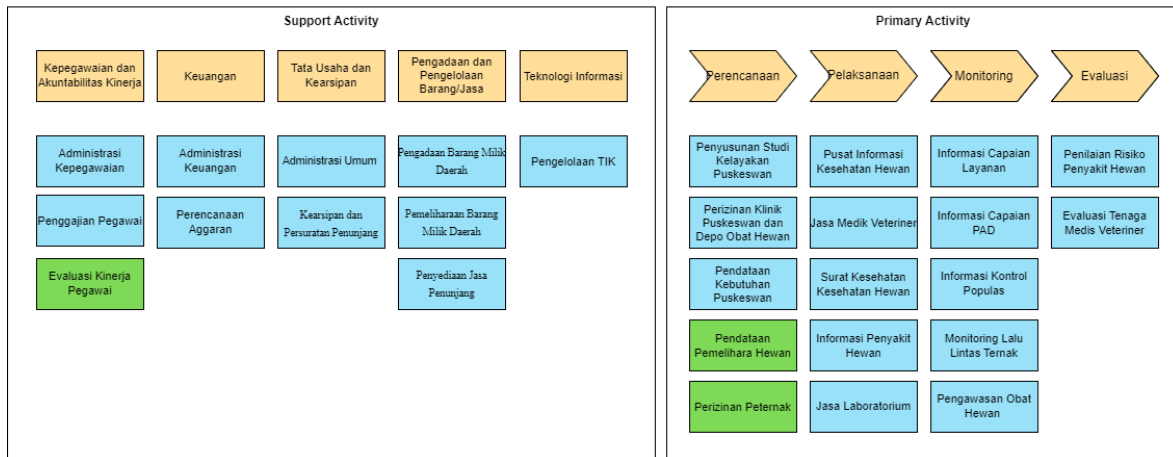 Support Activity
Kepegawaian dan
Akuntabilitas Kinerja
Keuangan
Tata Usaha dan
Kearsipan
Pengadaan dan
Pengelolaan
Barang/Jasa
Teknologi Informasi
Administrasi
Kepegawaian
Administrasi
Keuangan
Administrasi Umum
Pengadaan Barang Milik
Daerah
Pengelolaan TIK
Penggajian Pegawai
Perencanaan
Aggaran
Kearsipan dan
Persuratan Penunjang
Pemeliharaan Barang
Milik Daerah
Evaluasi Kinerja
Pegawai
Penyediaan Jasa
Penunjang
Primary Activity
Perencanaan
Pelaksanaan
Monitoring
Evaluasi
Penyusunan Studi
Kelayakan
Puskeswan
Pusat Informasi
Kesehatan Hewan
Informasi Capaian
Layanan
Penilaian Risiko
Penyakit Hewan
Perizinan Klinik
Puskeswan dan
Depo Obat Hewan
Jasa Medik Veteriner
Informasi Capaian
PAD
Evaluasi Tenaga
Medis Veteriner
Pendataan
Kebutuhan
Puskeswan
Surat Kesehatan
Kesehatan Hewan
Informasi Kontrol
Populas
Pendataan
Pemelihara Hewan
Informasi Penyakit
Hewan
Monitoring Lalu
Lintas Ternak
Perizinan Peternak
Jasa Laboratorium
Pengawasan Obat
Hewan